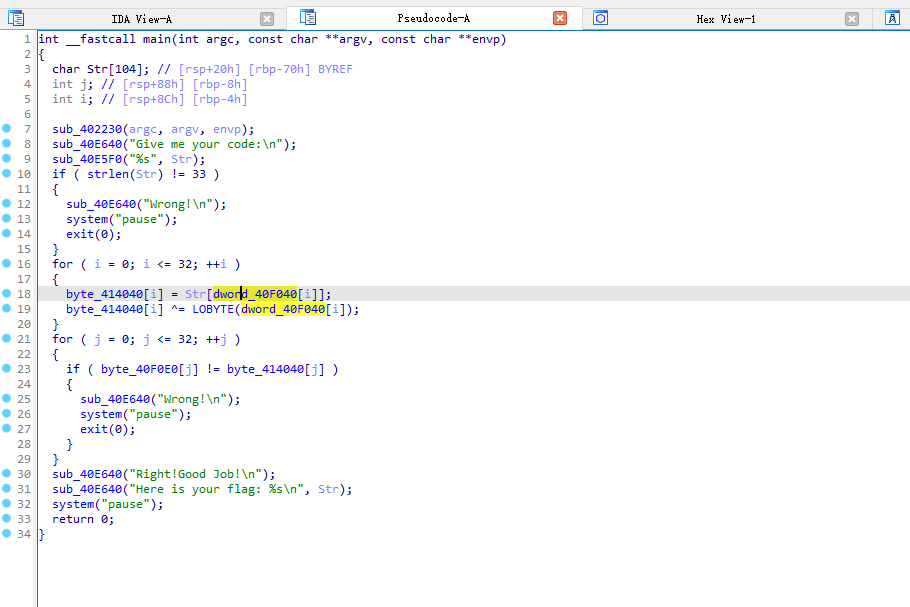 IDA View-A
Pseudocode-A
Hex View-1
A
1 int __fastcall main(int argc, const char **argv, const char **envp)
2 {
3 char Str[104]; // [rsp+20h] [rbp-70h] BYREF
4 int j; // [rsp+88h] [rbp-8h]
5 int i; // [rsp+8Ch] [rbp-4h]
6
7 sub_402230(argc, argv, envp);
8 sub_40E640("Give me your code:\n");
9 sub_40E5F0("%s", Str);
10 if ( strlen(Str) != 33 )
11 {
12 sub_40E640("Wrong!\n");
13 system("pause");
14 exit(0);
15 }
16 for ( i = 0; i <= 32; ++i )
17 {
18 byte_414040[i] = Str[dword_40F040[i]];
19 byte_414040[i] ^= LOBYTE(dword_40F040[i]);
20 }
21 for ( j = 0; j <= 32; ++j )
22 {
23 if ( byte_40F0E0[j] != byte_414040[j] )
24 {
25 sub_40E640("Wrong!\n");
26 system("pause");
27 exit(0);
28 }
29 }
30 sub_40E640("Right!Good Job!\n");
31 sub_40E640("Here is your flag: %s\n", Str);
32 system("pause");
33 return 0;
34 }